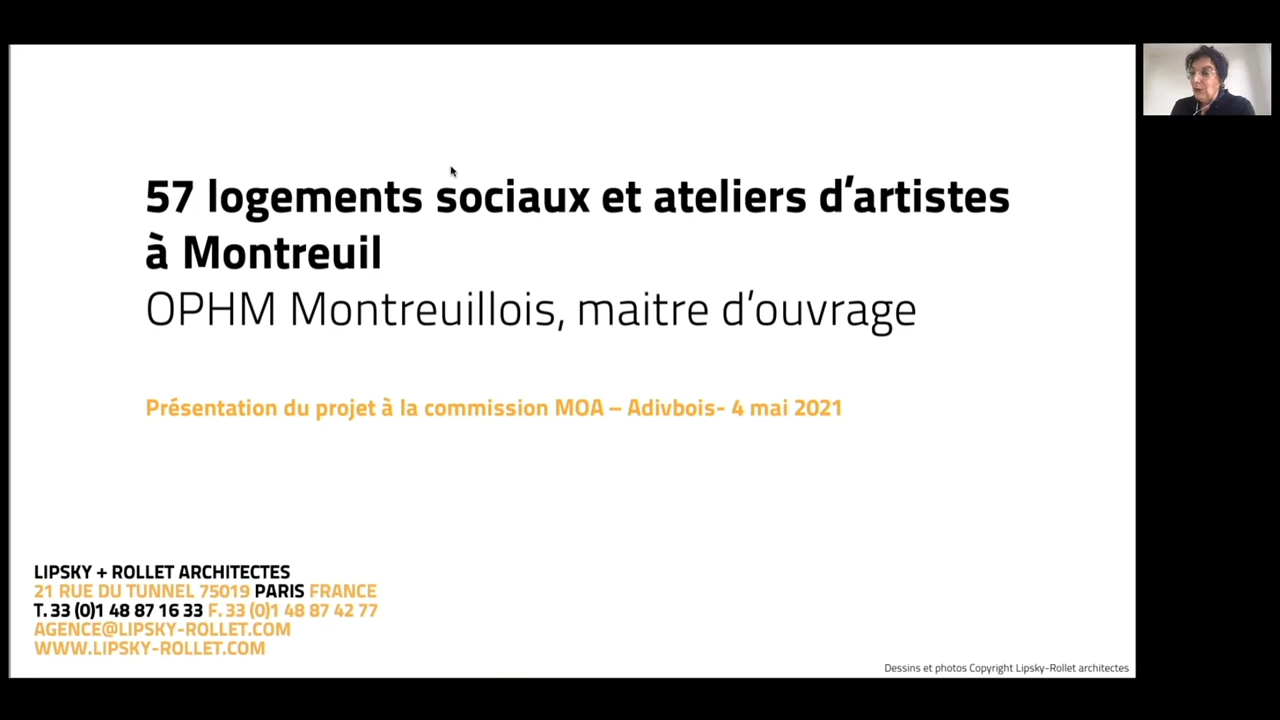 57 logements sociaux et ateliers d’artistes
à Montreuil
OPHM Montreuillois, maitre d’ouvrage
Présentation du projet à la commission MOA – Adivbois- 4 mai 2021
LIPSKY + ROLLET ARCHITECTES
21 RUE DU TUNNEL 75019 PARIS FRANCE
T. 33 (0)1 48 87 16 33 F. 33 (0)1 48 87 42 77
AGENCE@LIPSKY-ROLLET.COM
WWW.LIPSKY-ROLLET.COM
Dessins et photos Copyright Lipsky-Rollet architectes